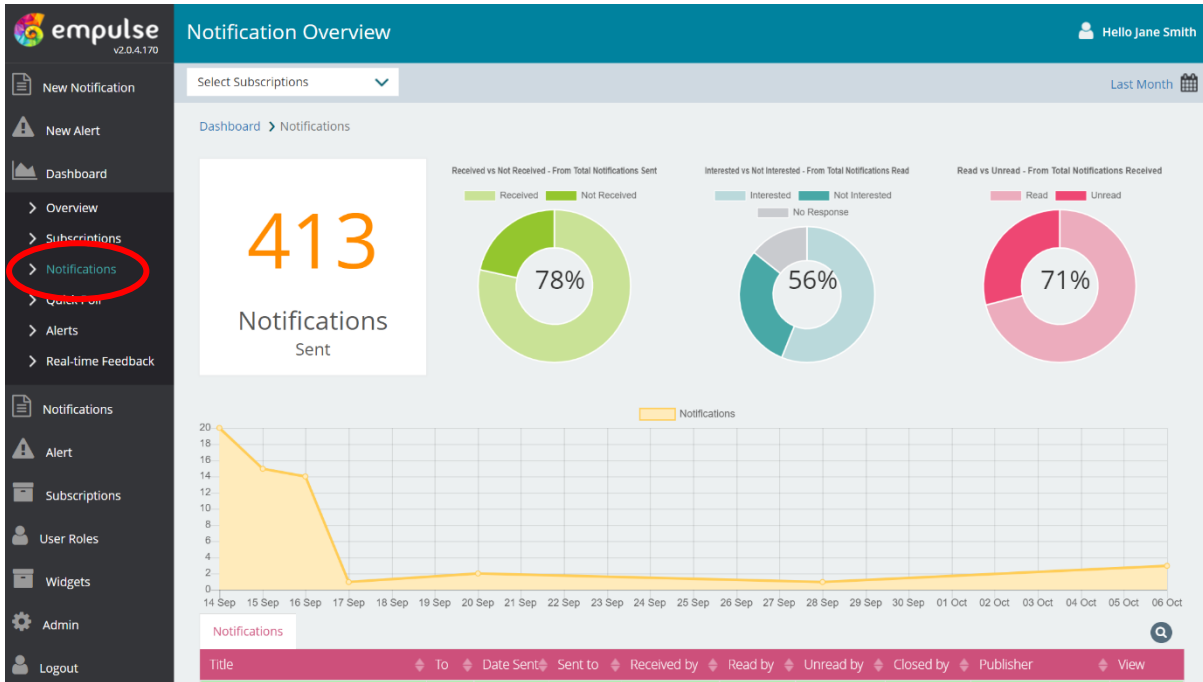 empulse
v2.0.4.170
New Notification
New Alert
Dashboard
Overview
Subscriptions
Notifications
Quick Poll
Alerts
Real-time Feedback
Notifications
Alert
Subscriptions
User Roles
Widgets
Admin
Logout
Notification Overview
Hello Jane Smith
Select Subscriptions
Last Month
Dashboard > Notifications
413
Notifications
Sent
Received vs Not Received - From Total Notifications Sent
Received Not Received
78%
Interested vs Not Interested - From Total Notifications Read
Interested Not Interested
No Response
56%
Read vs Unread - From Total Notifications Received
Read Unread
71%
Notifications
20
18
16
14
12
10
8
6
4
2
0
14 Sep 15 Sep 16 Sep 17 Sep 18 Sep 19 Sep 20 Sep 21 Sep 22 Sep 23 Sep 24 Sep 25 Sep 26 Sep 27 Sep 28 Sep 29 Sep 30 Sep 01 Oct 02 Oct 03 Oct 04 Oct 05 Oct 06 Oct
Notifications
Title To Date Sent Sent to Received by Read by Unread by Closed by Publisher View